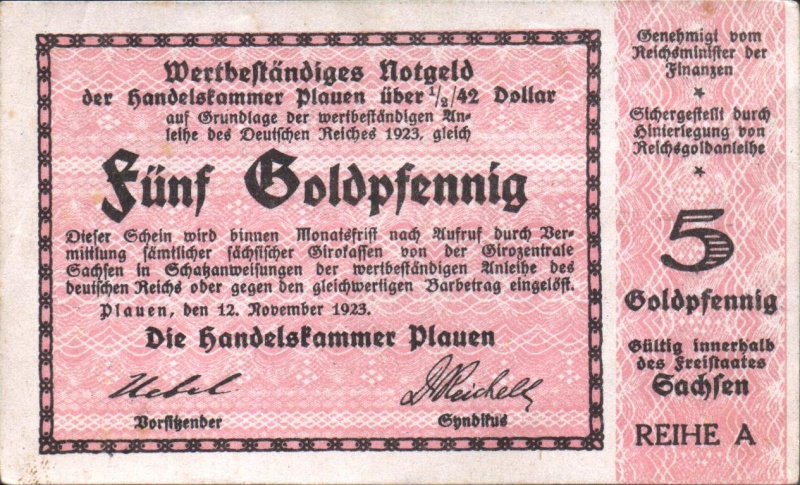 Wertbeständiges Notgeld
der Handelskammer Plauen über 1/2/42 Dollar
auf Grundlage der wertbeständigen An-
leihe des Deutschen Reiches 1923, gleich
Fünf Goldpfennig
Dieser Schein wird binnen Monatsfrist nach Aufruf durch Ver-
mittlung sämtlicher sächsischer Girokassen von der Girozentrale
Sachsen in Schatzanweisungen der wertbeständigen Anleihe des
deutschen Reichs oder gegen den gleichwertigen Barbetrag eingelöst.
Plauen, den 12. November 1923.
Die Handelskammer Plauen
Uebel
Dr Reichelt
Vorsitzender
Syndikus
Genehmigt vom
Reichsminister der
Finanzen
*
Sichergestellt durch
Hinterlegung von
Reichsgoldanleihe
*
5
Goldpfennig
Gültig innerhalb
des Freistaates
Sachsen
REIHE A